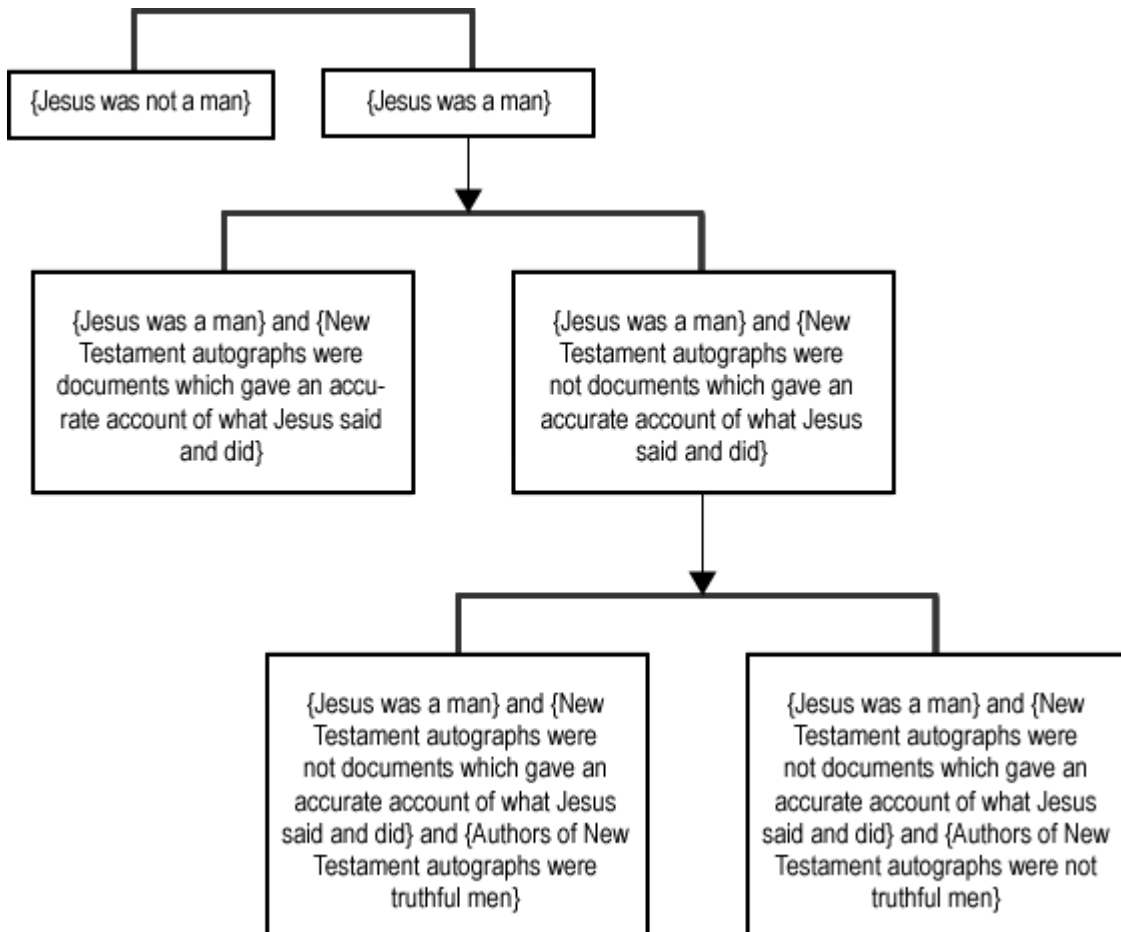 {Jesus was not a man}
{Jesus was a man}
{Jesus was a man} and {New
Testament autographs were
documents which gave an accu-
rate account of what Jesus said
and did}
{Jesus was a man} and {New
Testament autographs were
not documents which gave an
accurate account of what Jesus
said and did}
{Jesus was a man} and {New
Testament autographs were
not documents which gave an
accurate account of what Jesus
said and did} and {Authors of New
Testament autographs were
truthful men}
{Jesus was a man} and {New
Testament autographs were
not documents which gave an
accurate account of what Jesus
said and did} and {Authors of New
Testament autographs were not
truthful men}